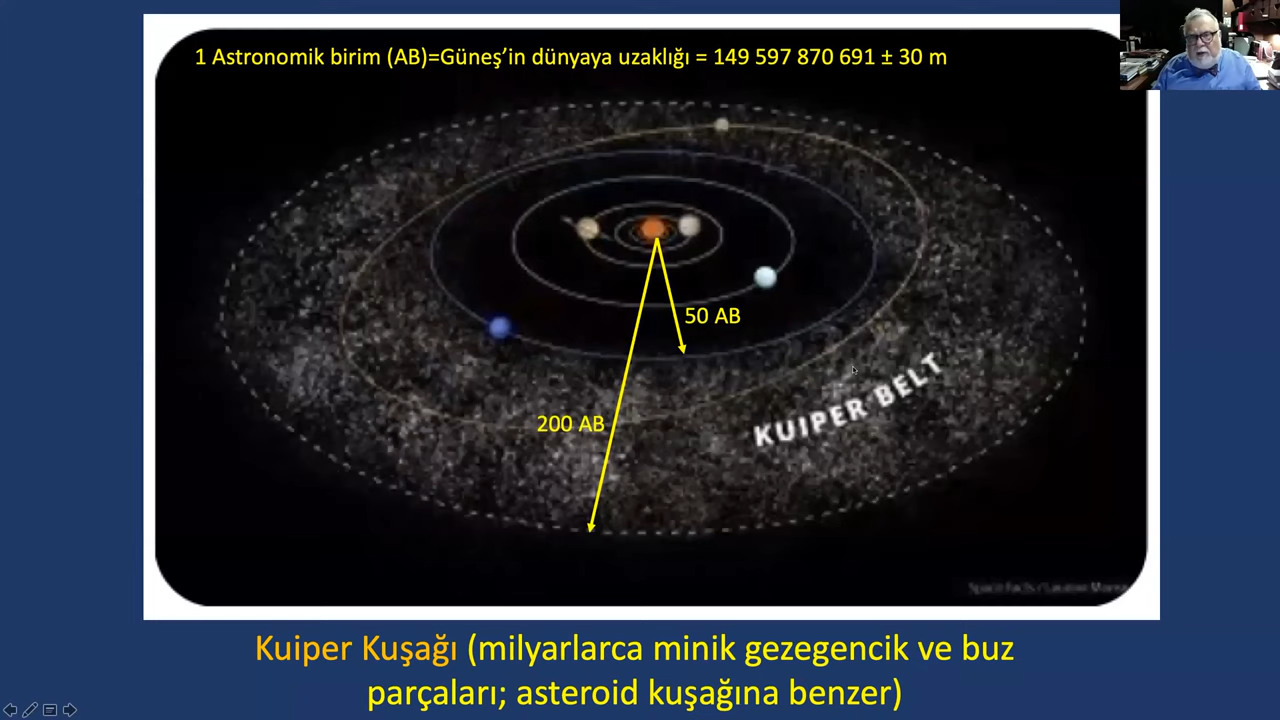 1 Astronomik birim (AB)=Güneş’in dünyaya uzaklığı = 149 597 870 691 ± 30 m
50 AB
200 AB
KUIPER BELT
Kuiper Kuşağı (milyarlarca minik gezegencik ve buz
parçaları; asteroid kuşağına benzer)